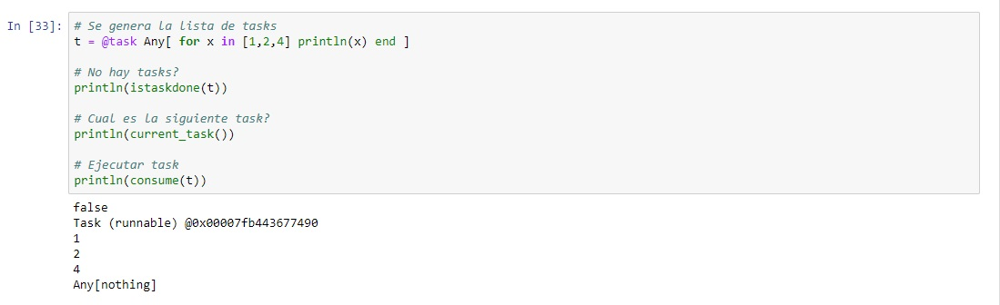 In [33]: # Se genera la lista de tasks
t = @task Any[ for x in [1,2,4] println(x) end ]
# No hay tasks?
println(istaskdone(t))
# Cual es la siguiente task?
println(current_task())
# Ejecutar task
println(consume(t))
false
Task (runnable) @0x00007fb443677490
1
2
4
Any[nothing]